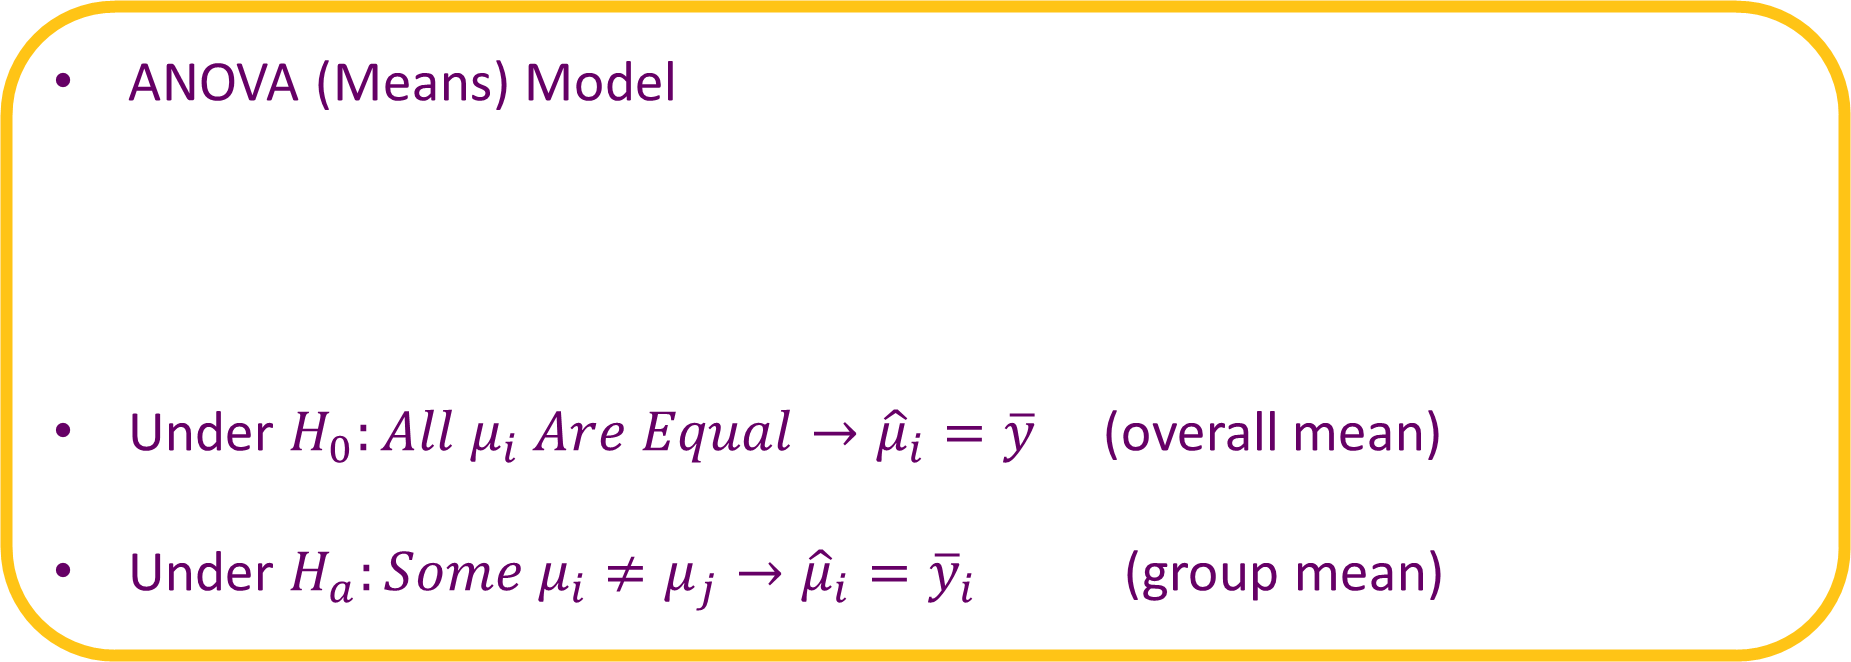 • ANOVA (Means) Model
• Under H₀: All μᵢ Are Equal → μ̂ᵢ = ȳ (overall mean)
• Under Hₐ: Some μᵢ ≠ μⱼ → μ̂ᵢ = ȳᵢ (group mean)